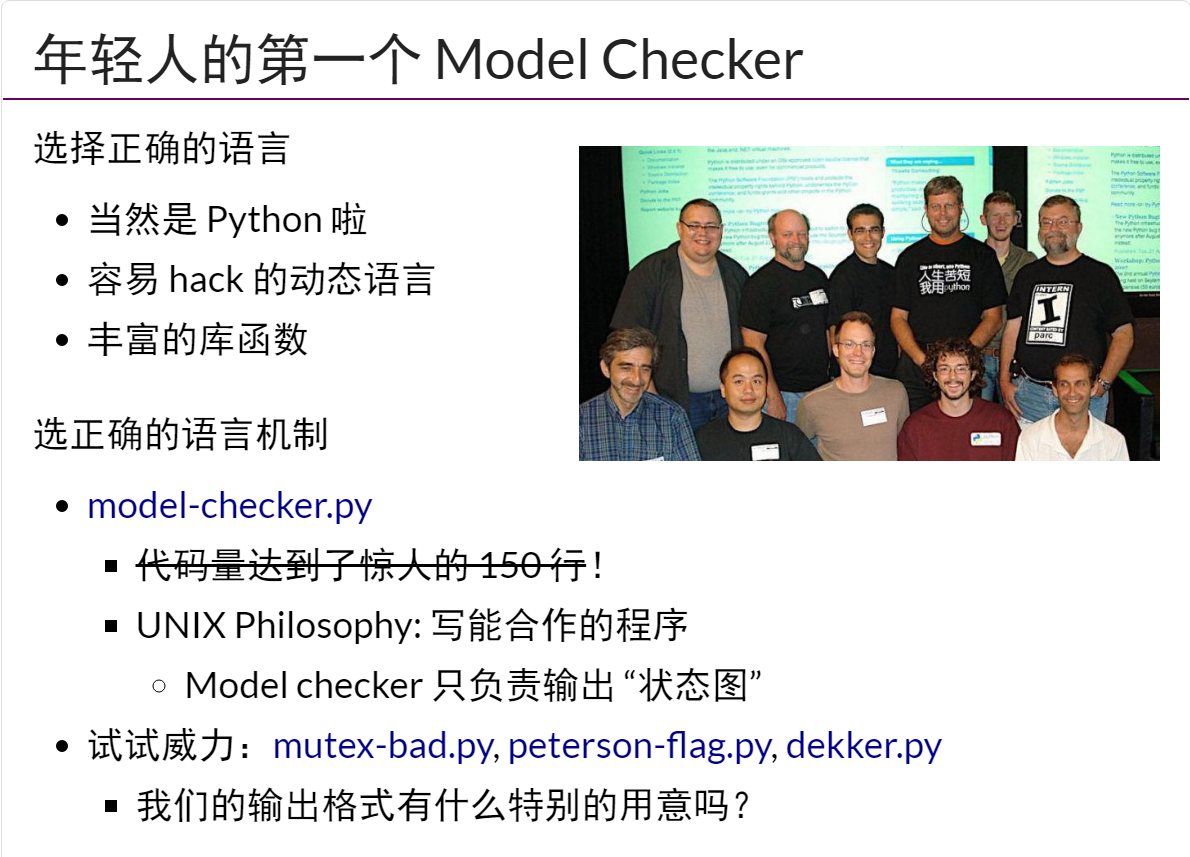 年轻人的第一个 Model Checker
选择正确的语言
当然是 Python 啦
容易 hack 的动态语言
丰富的库函数
人生苦短
我用python
INTERN
I
parc
选正确的语言机制
model-checker.py
代码量达到了惊人的 150 行！
UNIX Philosophy: 写能合作的程序
Model checker 只负责输出 “状态图”
试试威力：mutex-bad.py, peterson-flag.py, dekker.py
我们的输出格式有什么特别的用意吗？